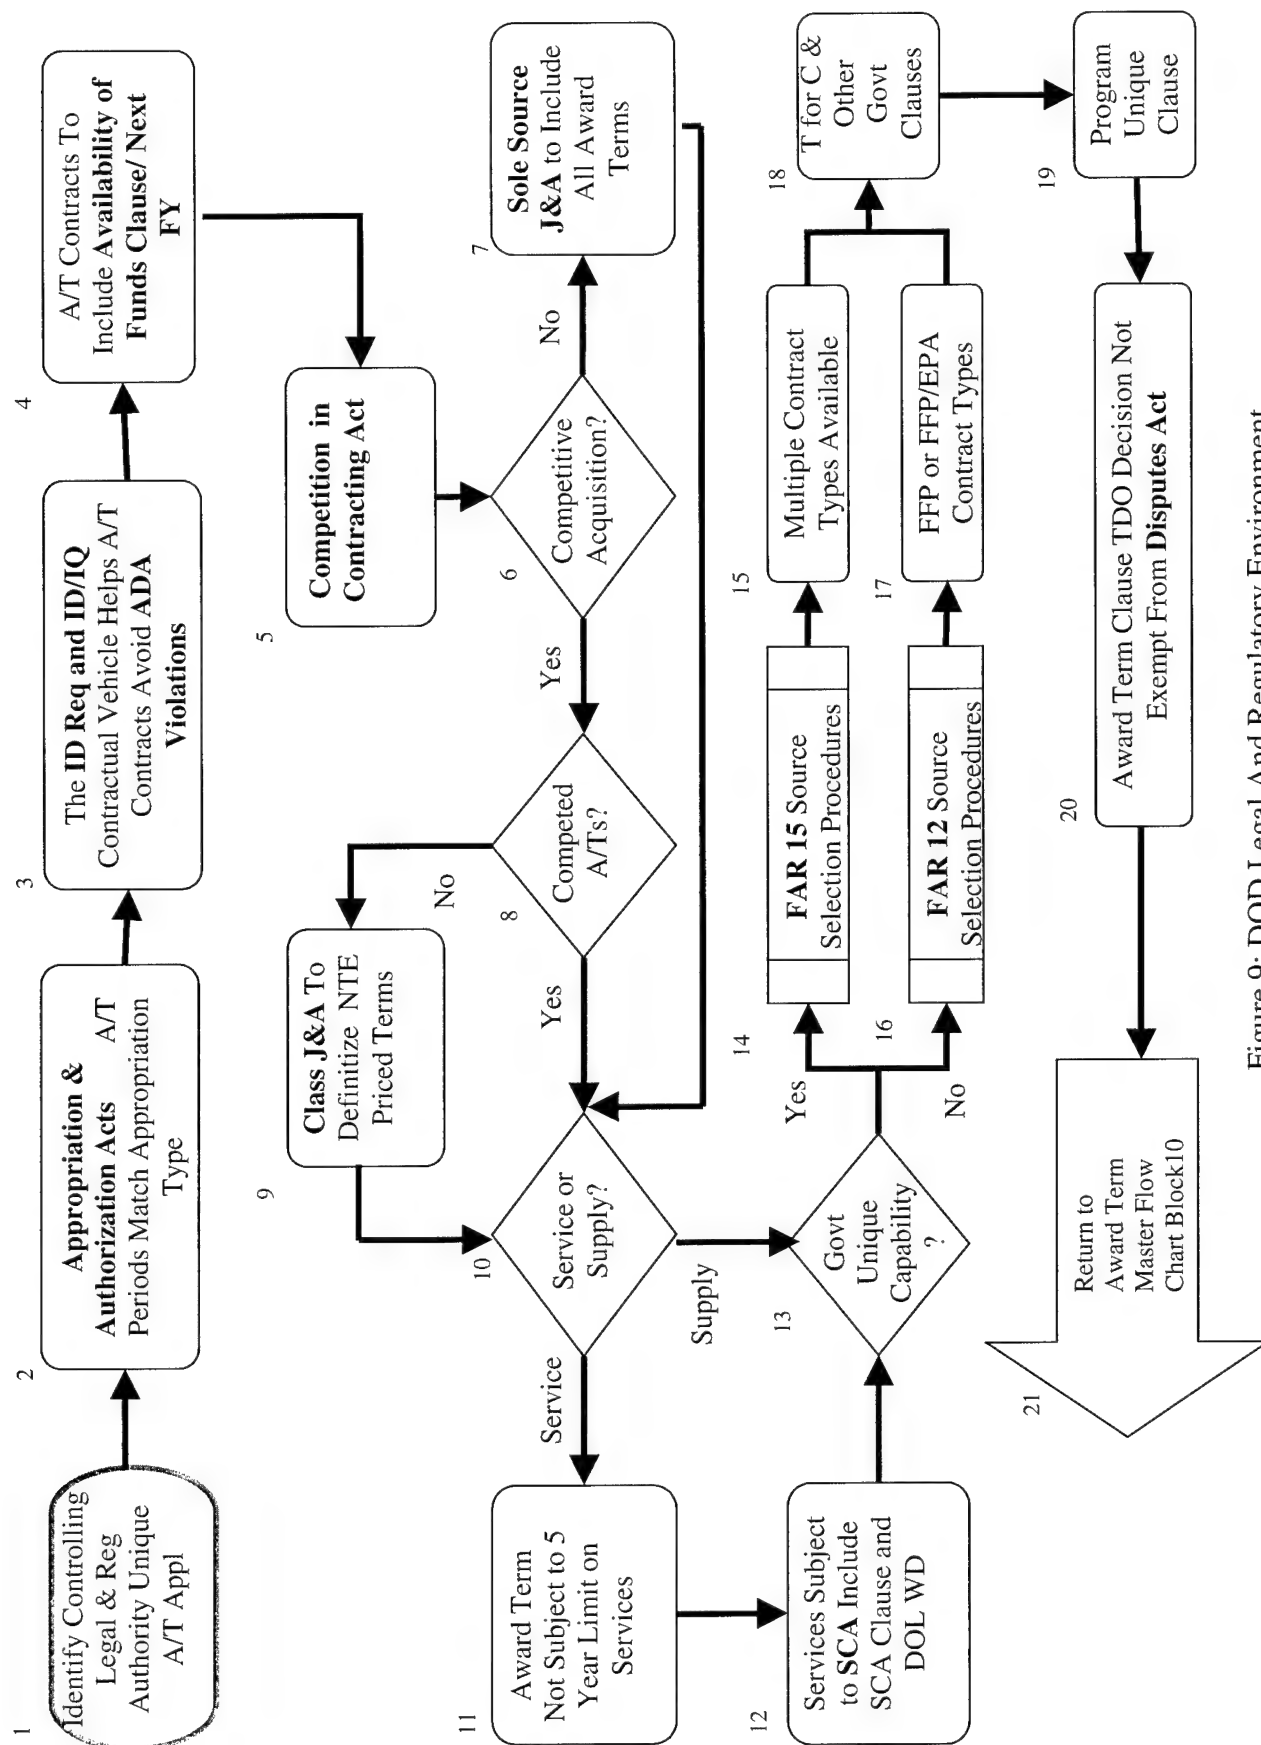 1
Identify Controlling
Legal & Reg
Authority Unique
A/T Appl
2
Appropriation &
Authorization Acts A/T
Periods Match Appropriation
Type
3
The ID Req and ID/IQ
Contractual Vehicle Helps A/T
Contracts Avoid ADA
Violations
4
A/T Contracts To
Include Availability of
Funds Clause/ Next
FY
5
Competition in
Contracting Act
6
Competitive
Acquisition?
No
Yes
7
Sole Source
J&A to Include
All Award
Terms
8
Competed
A/Ts?
No
Yes
9
Class J&A To
Definitize NTE
Priced Terms
10
Service or
Supply?
Service
Supply
11
Award Term
Not Subject to 5
Year Limit on
Services
12
Services Subject
to SCA Include
SCA Clause and
DOL WD
13
Govt
Unique
Capability
?
Yes
No
14
FAR 15 Source
Selection Procedures
15
Multiple Contract
Types Available
16
FAR 12 Source
Selection Procedures
17
FFP or FFP/EPA
Contract Types
18
T for C &
Other
Govt
Clauses
19
Program
Unique
Clause
20
Award Term Clause TDO Decision Not
Exempt From Disputes Act
21
Return to
Award Term
Master Flow
Chart Block10
Figure 9: DOD Legal And Regulatory Environment